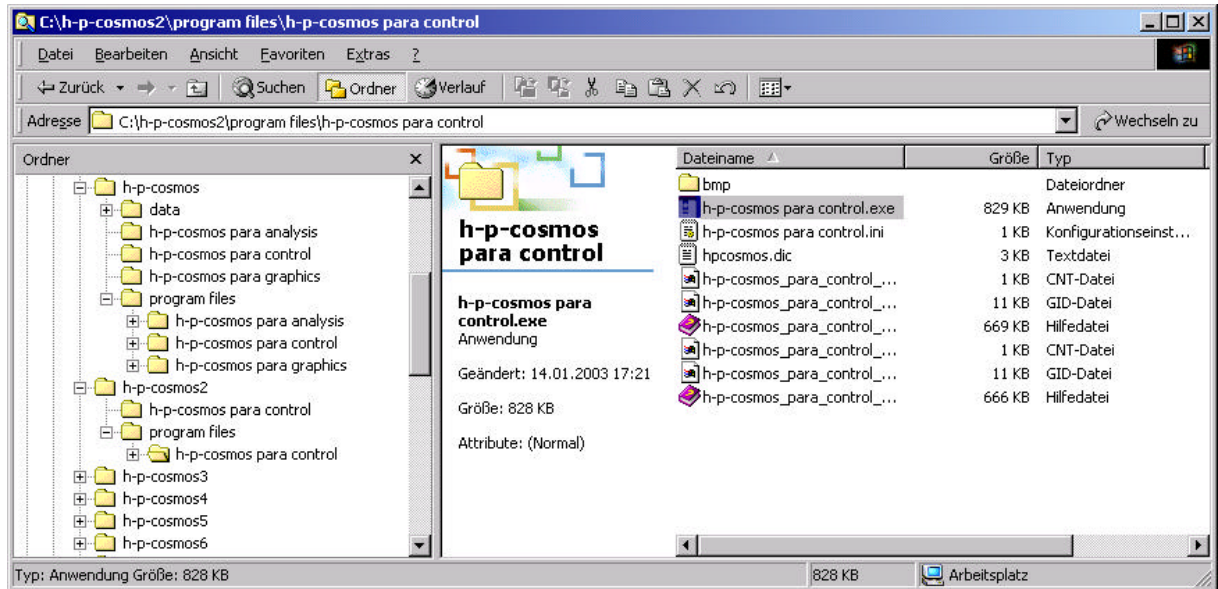 C:\h-p-cosmos2\program files\h-p-cosmos para control
Datei Bearbeiten Ansicht Favoriten Extras ?
Zurück Suchen Ordner Verlauf
Adresse C:\h-p-cosmos2\program files\h-p-cosmos para control Wechseln zu
Ordner
h-p-cosmos
data
h-p-cosmos para analysis
h-p-cosmos para control
h-p-cosmos para graphics
program files
h-p-cosmos para analysis
h-p-cosmos para control
h-p-cosmos para graphics
h-p-cosmos2
h-p-cosmos para control
program files
h-p-cosmos para control
h-p-cosmos3
h-p-cosmos4
h-p-cosmos5
h-p-cosmos6
h-p-cosmos
para control
h-p-cosmos para
control.exe
Anwendung
Geändert: 14.01.2003 17:21
Größe: 828 KB
Attribute: (Normal)
Dateiname Größe Typ
bmp Dateiordner
h-p-cosmos para control.exe 829 KB Anwendung
h-p-cosmos para control.ini 1 KB Konfigurationseinst...
hpcosmos.dic 3 KB Textdatei
h-p-cosmos_para_control_... 1 KB CNT-Datei
h-p-cosmos_para_control_... 11 KB GID-Datei
h-p-cosmos_para_control_... 669 KB Hilfedatei
h-p-cosmos_para_control_... 1 KB CNT-Datei
h-p-cosmos_para_control_... 11 KB GID-Datei
h-p-cosmos_para_control_... 666 KB Hilfedatei
Typ: Anwendung Größe: 828 KB 828 KB Arbeitsplatz